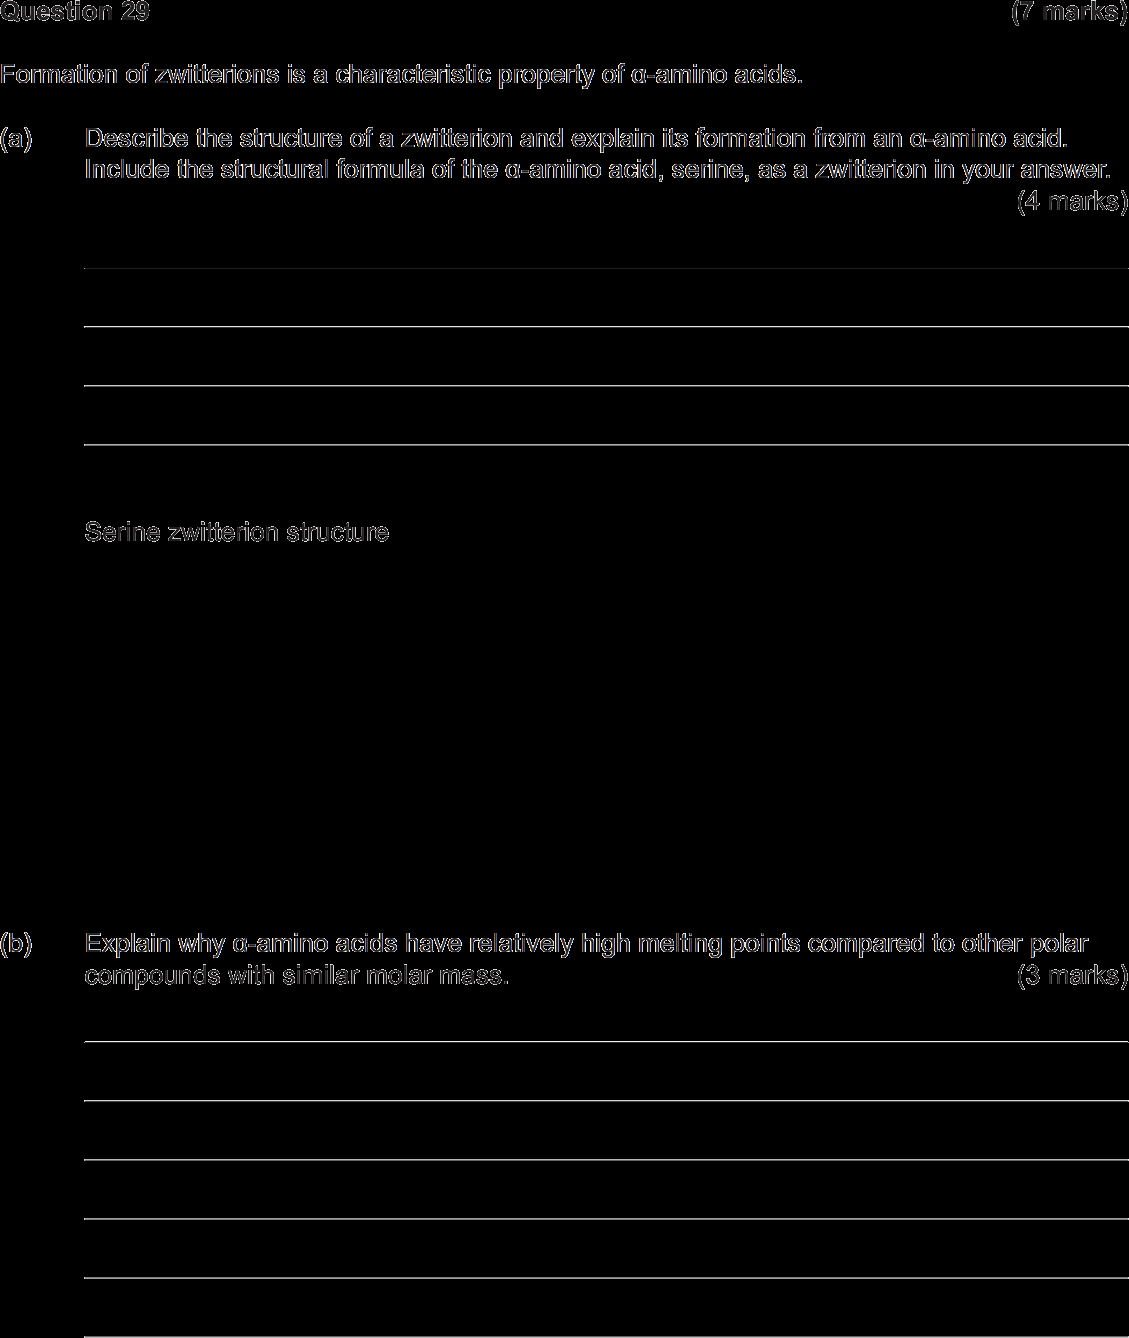 Question 29 (7 marks)
Formation of zwitterions is a characteristic property of α-amino acids.
(a) Describe the structure of a zwitterion and explain its formation from an α-amino acid.
Include the structural formula of the α-amino acid, serine, as a zwitterion in your answer.
(4 marks)
Serine zwitterion structure
(b) Explain why α-amino acids have relatively high melting points compared to other polar
compounds with similar molar mass. (3 marks)